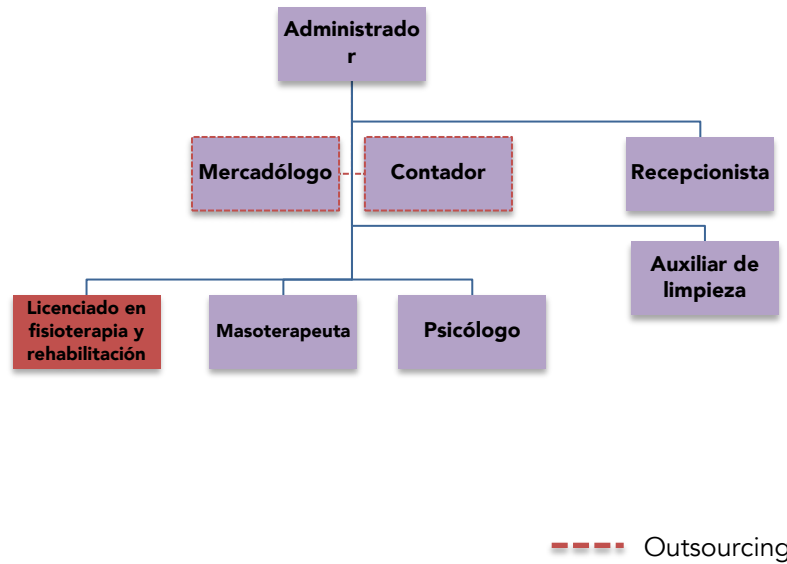 Administrado
r
Mercadólogo
Contador
Recepcionista
Auxiliar de
limpieza
Licenciado en
fisioterapia y
rehabilitación
Masoterapeuta
Psicólogo
Outsourcing